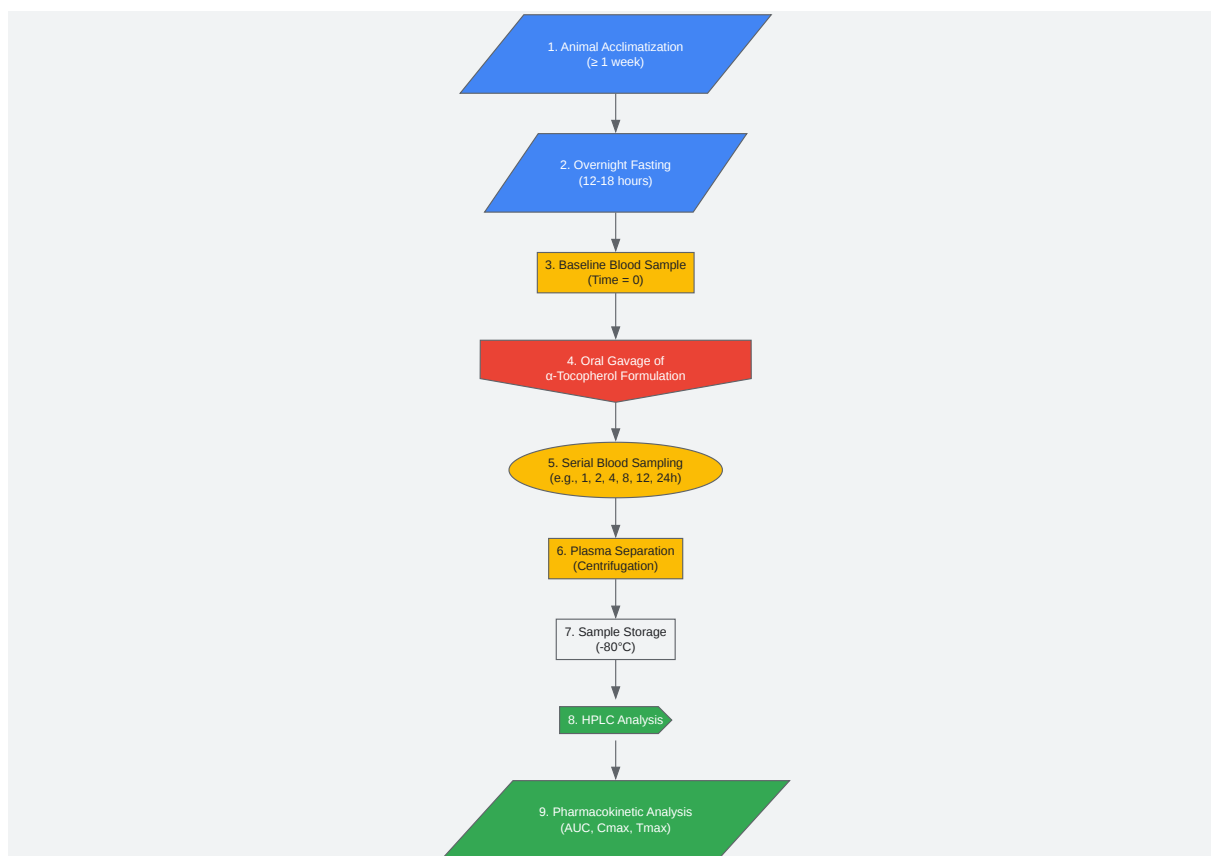 1. Animal Acclimatization
(≥ 1 week)
2. Overnight Fasting
(12-18 hours)
3. Baseline Blood Sample
(Time = 0)
4. Oral Gavage of
α-Tocopherol Formulation
5. Serial Blood Sampling
(e.g., 1, 2, 4, 8, 12, 24h)
6. Plasma Separation
(Centrifugation)
7. Sample Storage
(-80°C)
8. HPLC Analysis
9. Pharmacokinetic Analysis
(AUC, Cmax, Tmax)